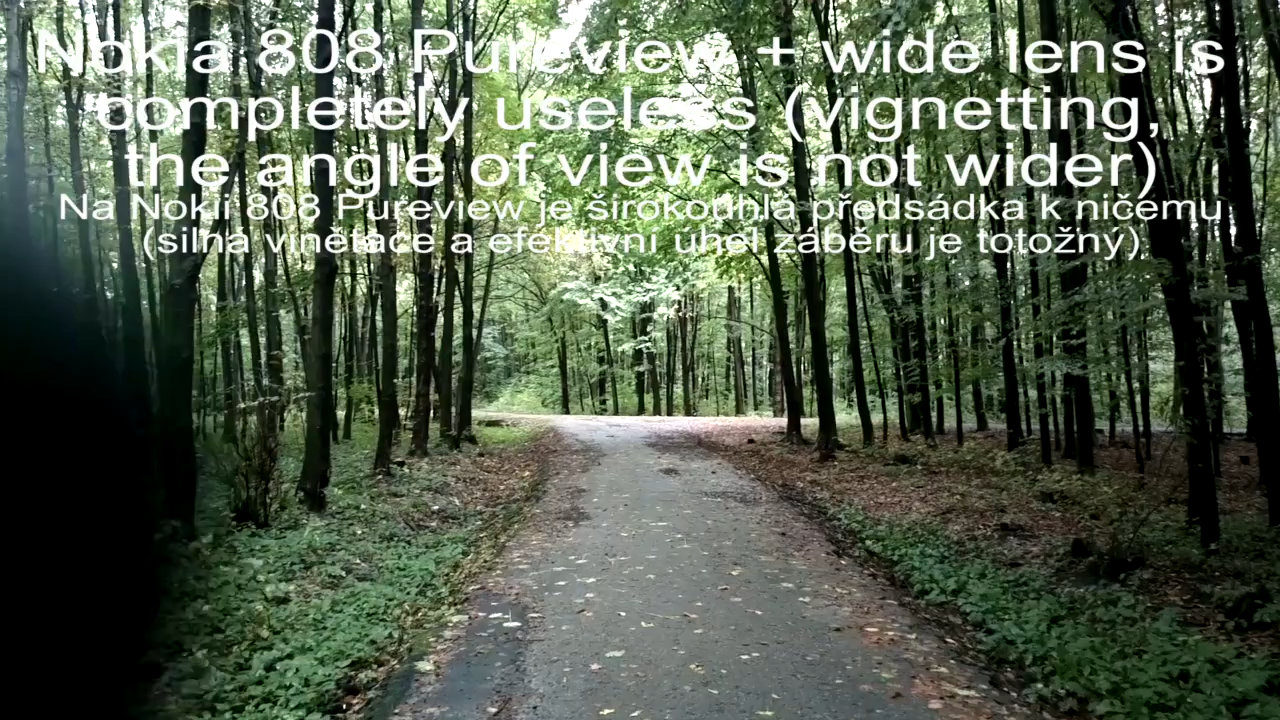 Nokia 808 Pureview + wide lens is
completely useless (vignetting,
the angle of view is not wider)
Na Nokii 808 Pureview je širokoúhlá předsádka k ničemu
(silná vinětace a efektivní úhel záběru je totožný)